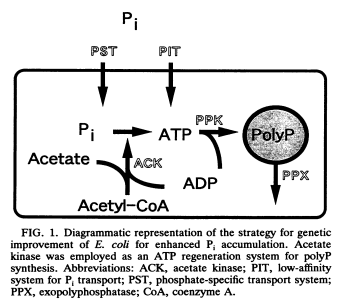 Pi
PST PIT
Pi ATP PPK PolyP
Acetate ACK PPX
ADP
Acetyl-CoA
FIG. 1. Diagrammatic representation of the strategy for genetic
improvement of E. coli for enhanced Pi accumulation. Acetate
kinase was employed as an ATP regeneration system for polyP
synthesis. Abbreviations: ACK, acetate kinase; PIT, low-affinity
system for Pi transport; PST, phosphate-specific transport system;
PPX, exopolyphosphatase; CoA, coenzyme A.